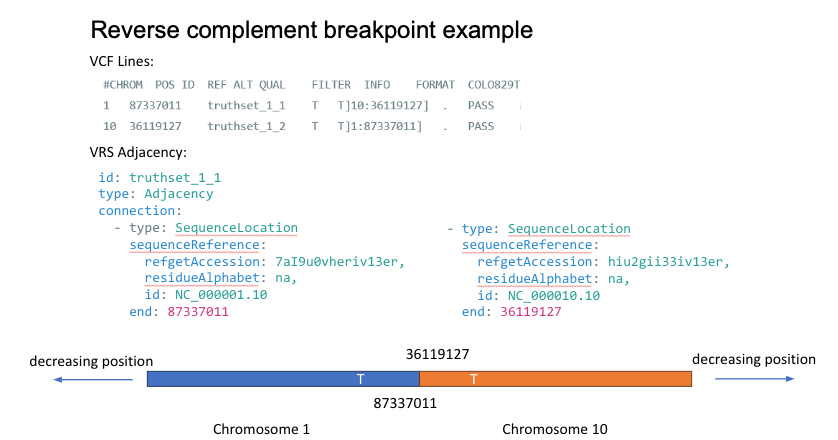 Reverse complement breakpoint example
VCF Lines:
#CHROM POS ID REF ALT QUAL FILTER INFO FORMAT COLO829T
1 87337011 truthset_1_1 T T]10:36119127] . PASS
10 36119127 truthset_1_2 T T]1:87337011] . PASS
VRS Adjacency:
id: truthset_1_1
type: Adjacency
connection:
- type: SequenceLocation
sequenceReference:
refgetAccession: 7aI9u0vheriv13er,
residueAlphabet: na,
id: NC_000001.10
end: 87337011
- type: SequenceLocation
sequenceReference:
refgetAccession: hiu2gii33iv13er,
residueAlphabet: na,
id: NC_000010.10
end: 36119127
36119127
decreasing position
decreasing position
T
T
87337011
Chromosome 1
Chromosome 10